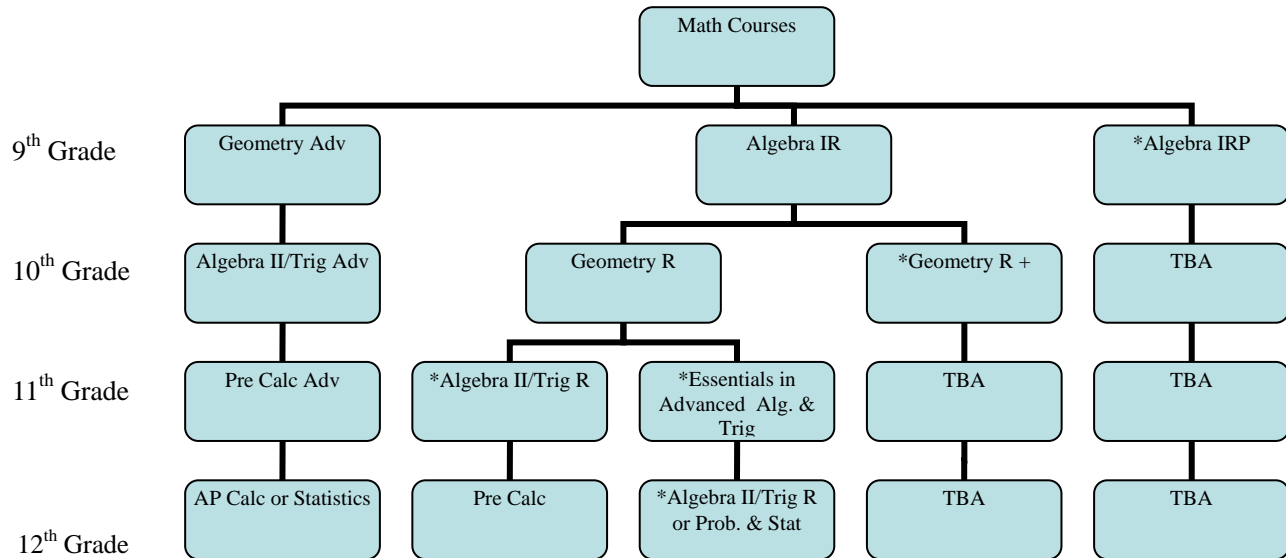 Math Courses
9th Grade
Geometry Adv
Algebra IR
*Algebra IRP
10th Grade
Algebra II/Trig Adv
Geometry R
*Geometry R +
TBA
11th Grade
Pre Calc Adv
*Algebra II/Trig R
*Essentials in
Advanced Alg. &
Trig
TBA
TBA
12th Grade
AP Calc or Statistics
Pre Calc
*Algebra II/Trig R
or Prob. & Stat
TBA
TBA